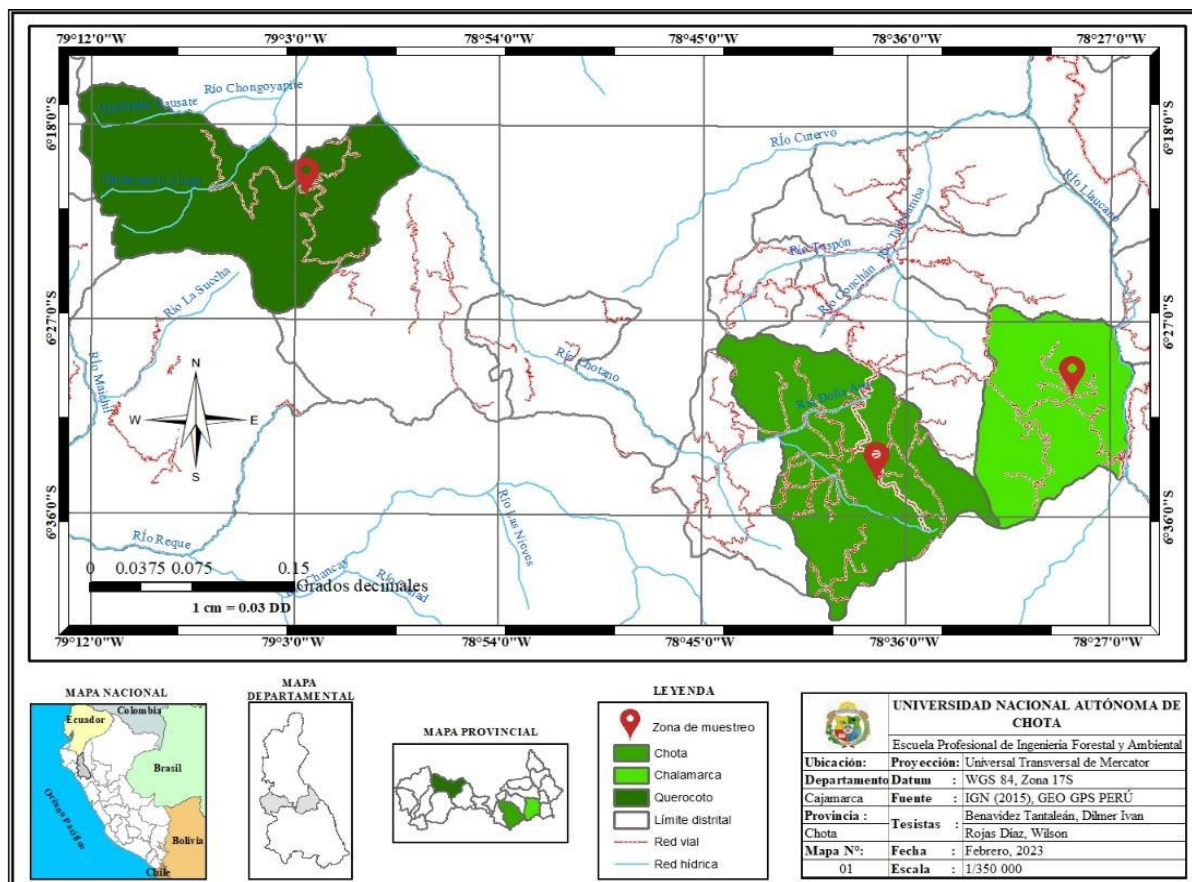 79°12'0"W 79°3'0"W 78°54'0"W 78°45'0"W 78°36'0"W 78°27'0"W
6°18'0"S 6°18'0"S
6°27'0"S 6°27'0"S
6°36'0"S 6°36'0"S
Río Chongoyapite
Río Cutervo
Río Llaucano
Río Tuspón
Río Conchán
Río La Succha
Río Chotano
Río Doña Ana
Río Las Nieves
Río Reque
Chancay
N
W E
S
0 0.0375 0.075 0.15
Grados decimales
1 cm = 0.03 DD
79°12'0"W 79°3'0"W 78°54'0"W 78°45'0"W 78°36'0"W 78°27'0"W
MAPA NACIONAL
Ecuador
Colombia
Brasil
Océano Pacífico
Bolivia
Chile
MAPA
DEPARTAMENTAL
MAPA PROVINCIAL
LEYENDA
Zona de muestreo
Chota
Chalamarca
Querocoto
Límite distrital
Red vial
Red hídrica
UNIVERSIDAD NACIONAL AUTÓNOMA DE
CHOTA
Escuela Profesional de Ingenieria Forestal y Ambiental
Ubicación: Proyección: Universal Transversal de Mercator
Departamento Datum : WGS 84, Zona 17S
Cajamarca Fuente : IGN (2015), GEO GPS PERÚ
Provincia : Tesistas : Benavidez Tantaleán, Dilmer Ivan
Chota Rojas Diaz, Wilson
Mapa N°: Fecha : Febrero, 2023
01 Escala : 1/350 000